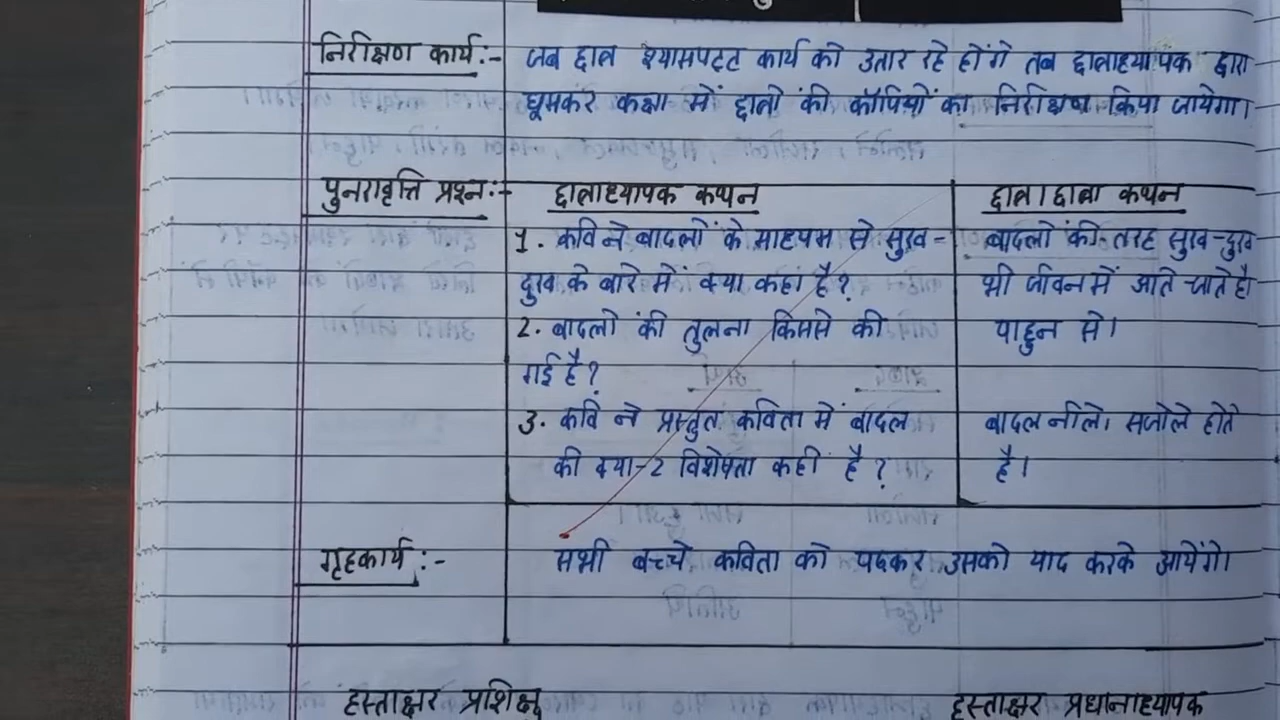 निरीक्षण कार्य:- जब छात्र श्यामपट्ट कार्य को उतार रहे होंगे तब छात्राध्यापक द्वारा
घूमकर कक्षा में छात्रों की कॉपियों का निरीक्षण किया जायेगा।
पुनरावृत्ति प्रश्न:- छात्राध्यापक कथन छात्र/छात्रा कथन
1. कवि ने बादलों के माध्यम से सुख- बादलों की तरह सुख-दुख
दुख के बारे में क्या कहा है? भी जीवन में आते जाते है
2. बादलो की तुलना किससे की पाहुन से।
गई है?
3. कवि ने प्रस्तुत कविता में बादल बादल नीले, सजीले होते
की क्या-2 विशेषता कही है? है।
गृहकार्य:- सभी बच्चे कविता को पढकर उसको याद करके आयेंगे।
हस्ताक्षर प्रशिक्षु हस्ताक्षर प्रधानाध्यापक